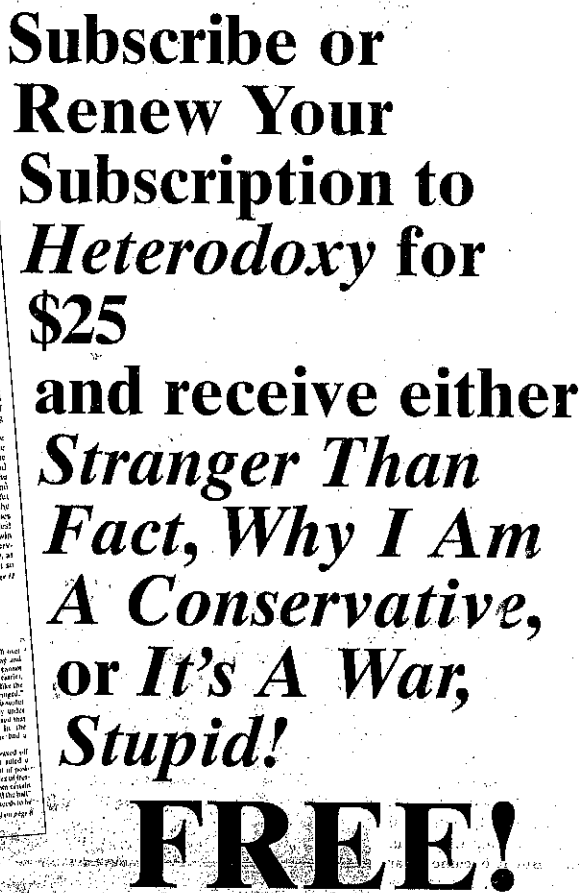 Subscribe or
Renew Your
Subscription to
Heterodoxy for
$25
and receive either
Stranger Than
Fact, Why I Am
A Conservative,
or It's A War,
Stupid!
FREE!